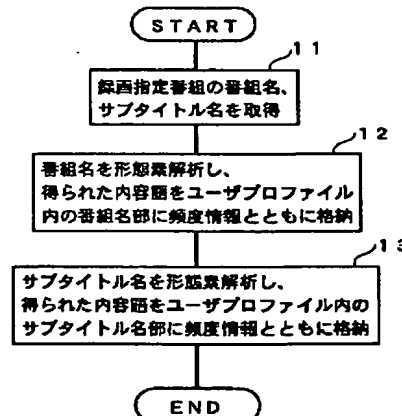 START
11
録画指定番組の番組名、
サブタイトル名を取得
12
番組名を形態素解析し、
得られた内容語をユーザプロファイル
内の番組名部に頻度情報とともに格納
13
サブタイトル名を形態素解析し、
得られた内容語をユーザプロファイル内の
サブタイトル名部に頻度情報とともに格納
END